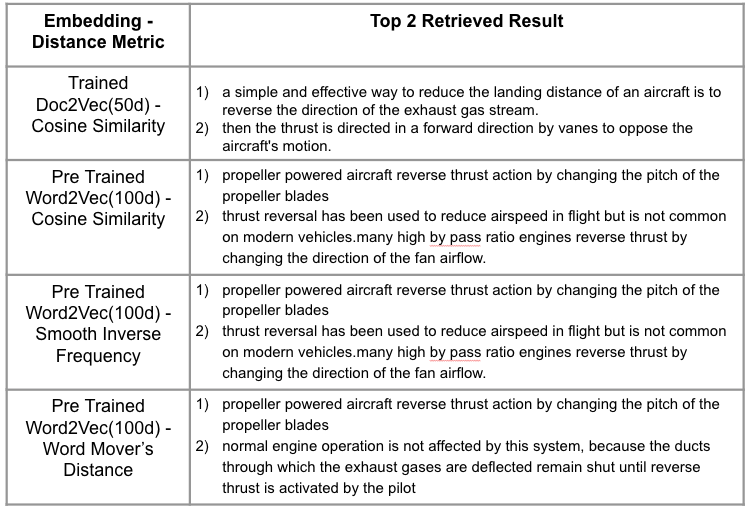 Embedding -
Distance Metric
Top 2 Retrieved Result
Trained
Doc2Vec(50d) -
Cosine Similarity
1) a simple and effective way to reduce the landing distance of an aircraft is to
reverse the direction of the exhaust gas stream.
2) then the thrust is directed in a forward direction by vanes to oppose the
aircraft's motion.
Pre Trained
Word2Vec(100d) -
Cosine Similarity
1) propeller powered aircraft reverse thrust action by changing the pitch of the
propeller blades
2) thrust reversal has been used to reduce airspeed in flight but is not common
on modern vehicles.many high by pass ratio engines reverse thrust by
changing the direction of the fan airflow.
Pre Trained
Word2Vec(100d) -
Smooth Inverse
Frequency
1) propeller powered aircraft reverse thrust action by changing the pitch of the
propeller blades
2) thrust reversal has been used to reduce airspeed in flight but is not common
on modern vehicles.many high by pass ratio engines reverse thrust by
changing the direction of the fan airflow.
Pre Trained
Word2Vec(100d) -
Word Mover's
Distance
1) propeller powered aircraft reverse thrust action by changing the pitch of the
propeller blades
2) normal engine operation is not affected by this system, because the ducts
through which the exhaust gases are deflected remain shut until reverse
thrust is activated by the pilot